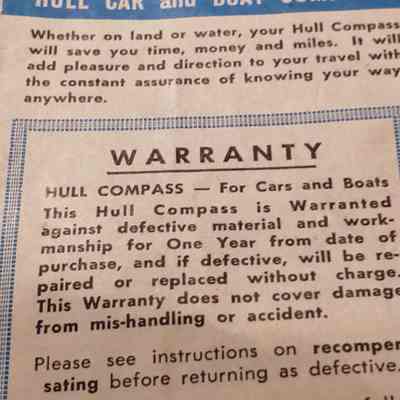 HULL CAR and BOAT
Whether on land or water, your Hull Compass
will save you time, money and miles. It will
add pleasure and direction to your travel with
the constant assurance of knowing your way
anywhere.
WARRANTY
HULL COMPASS — For Cars and Boats
This Hull Compass is Warranted
against defective material and work-
manship for One Year from date of
purchase, and if defective, will be re-
paired or replaced without charge.
This Warranty does not cover damage
from mis-handling or accident.
Please see instructions on recompen
sating before returning as defective.